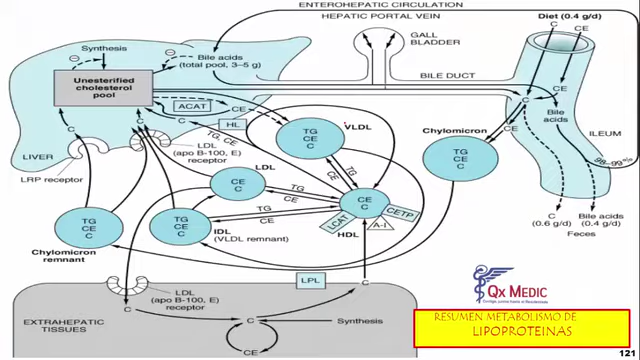 ENTEROHEPATIC CIRCULATION
HEPATIC PORTAL VEIN
Diet (0.4 g/d)
C
CE
GALL
BLADDER
BILE DUCT
Synthesis
Bile acids
(total pool, 3–5 g)
Unesterified
cholesterol
pool
ACAT
CE
C
HL
TG, CE
C
C
LDL
(apo B-100, E)
receptor
LIVER
LRP receptor
TG
CE
C
VLDL
Chylomicron
TG
CE
C
C
CE
CE
Bile
acids
ILEUM
98–99%
LDL
CE
C
TG
CE
TG
CE
TG
CE
CE
C
LCAT
CETP
A-I
HDL
TG
CE
C
Chylomicron
remnant
TG
CE
C
IDL
(VLDL remnant)
C
(0.6 g/d)
Bile acids
(0.4 g/d)
Feces
LPL
LDL
(apo B-100, E)
receptor
C
C
C
Synthesis
CE
EXTRAHEPATIC
TISSUES
Qx MEDIC
RESUMEN METABOLISMO DE
LIPOPROTEINAS
121